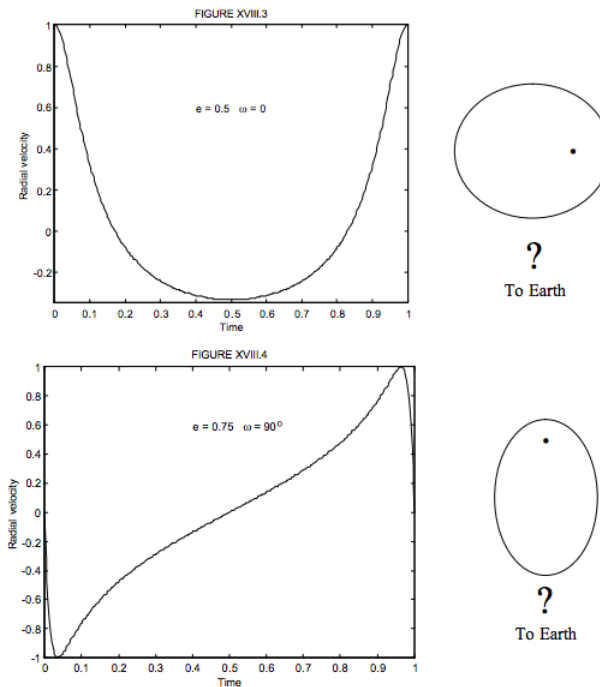 FIGURE XVIII.3
1
0.8
0.6
0.4
0.2
0
-0.2
Radial velocity
e = 0.5 ω = 0
0 0.1 0.2 0.3 0.4 0.5 0.6 0.7 0.8 0.9 1
Time
?
To Earth
FIGURE XVIII.4
1
0.8
0.6
0.4
0.2
0
-0.2
-0.4
-0.6
-0.8
-1
Radial velocity
e = 0.75 ω = 90°
0 0.1 0.2 0.3 0.4 0.5 0.6 0.7 0.8 0.9 1
Time
?
To Earth